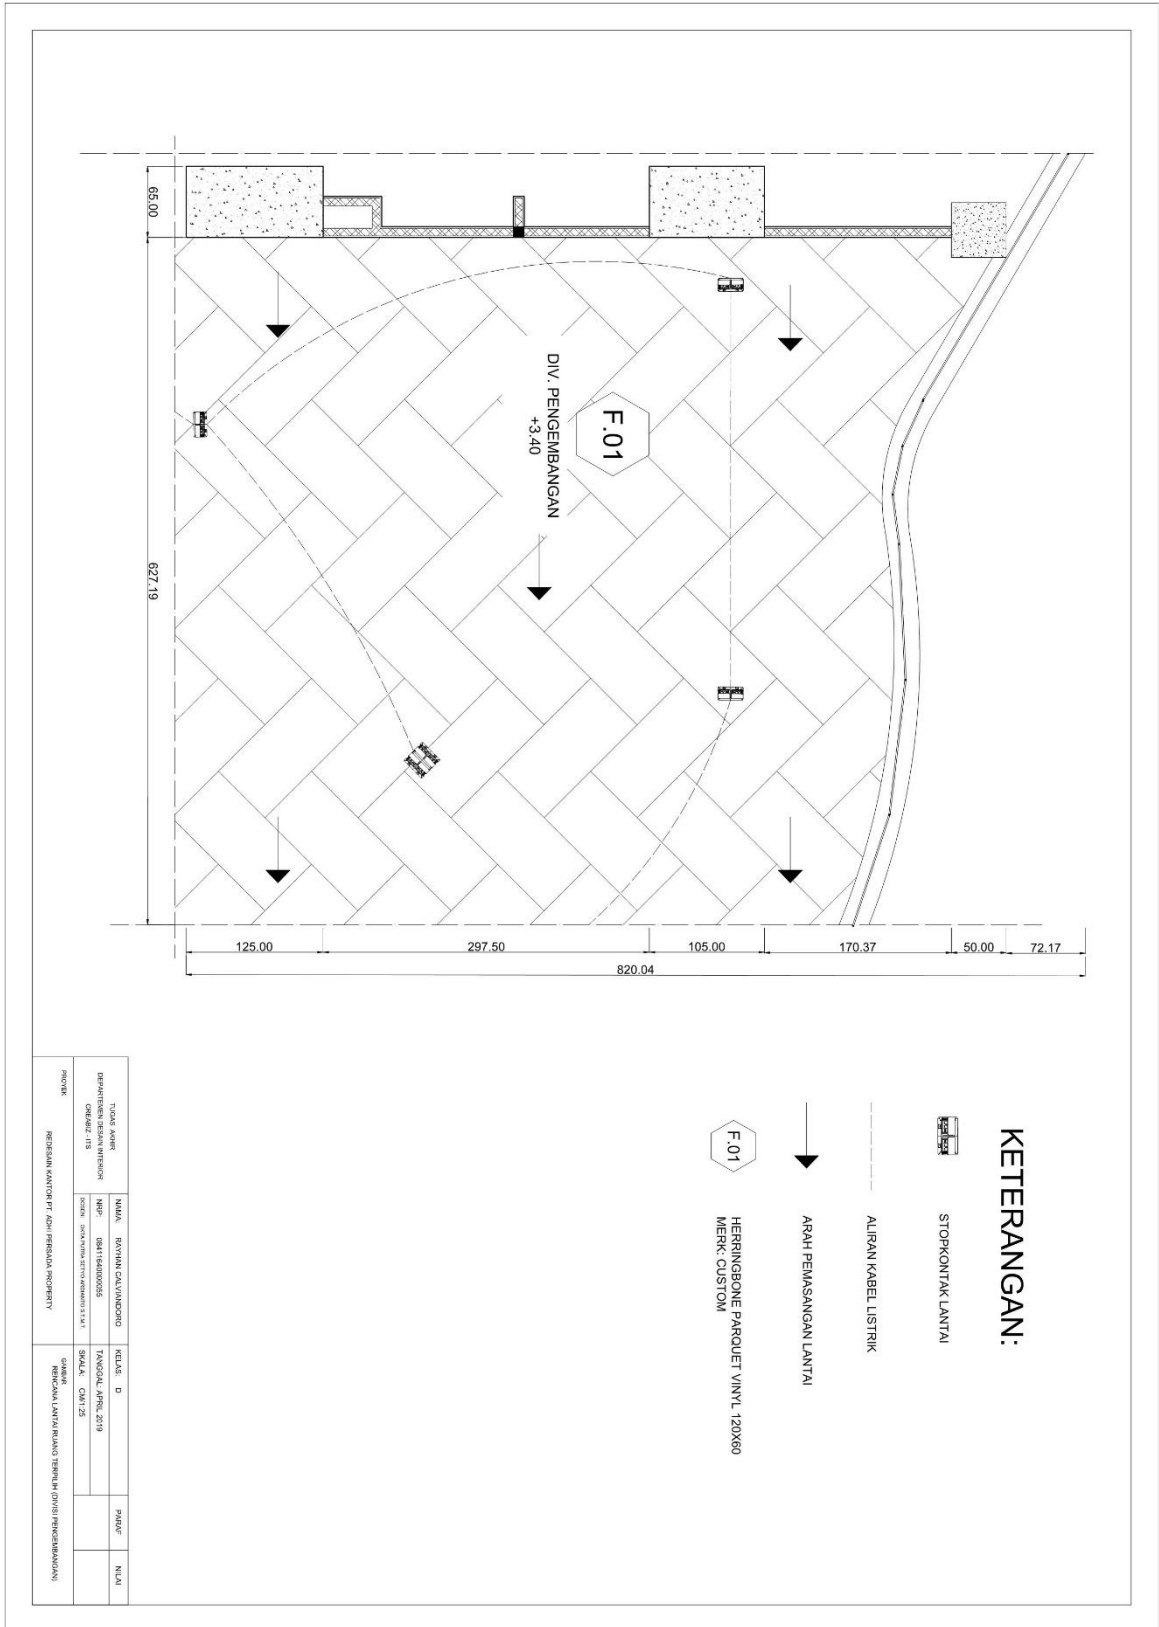 65.00
627.19
DIV. PENGEMBANGAN
+3.40
F.01
125.00
297.50
105.00
170.37
50.00
72.17
820.04
KETERANGAN:
STOPKONTAK LANTAI
ALIRAN KABEL LISTRIK
ARAH PEMASANGAN LANTAI
F.01
HERRINGBONE PARQUET VINYL 120X60
MERK: CUSTOM
TUGAS AKHIR
DEPARTEMEN DESAIN INTERIOR
CREABIZ - ITS
NAMA: RAYHAN CALVIANDORO
NRP: 08411640000055
KELAS: D
TANGGAL: APRIL 2019
SKALA: CM/1:25
PARAF
NILAI
PROYEK
REDESAIN KANTOR PT. ADHI PERSADA PROPERTY
GAMBAR
RENCANA LANTAI RUANG TERPILIH (DIVISI PENGEMBANGAN)